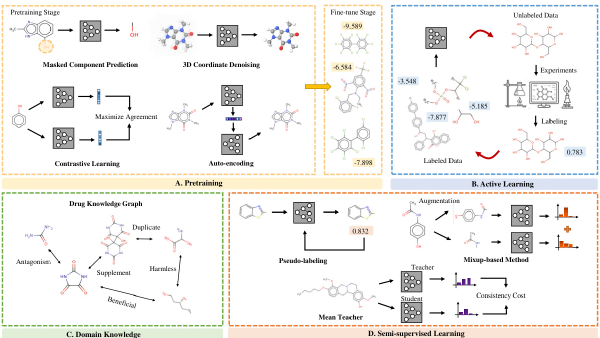 Pretraining Stage
OH
Masked Component Prediction
3D Coordinate Denoising
Maximize Agreement
Contrastive Learning
Auto-encoding
A. Pretraining
Fine-tune Stage
-9.589
-6.584
-7.898
Unlabeled Data
Experiments
Labeling
-3.548
-5.185
-7.877
0.783
Labeled Data
B. Active Learning
Drug Knowledge Graph
Duplicate
Antagonism
Supplement
Harmless
Beneficial
C. Domain Knowledge
0.832
Pseudo-labeling
Augmentation
Mixup-based Method
Teacher
Student
Consistency Cost
Mean Teacher
D. Semi-supervised Learning